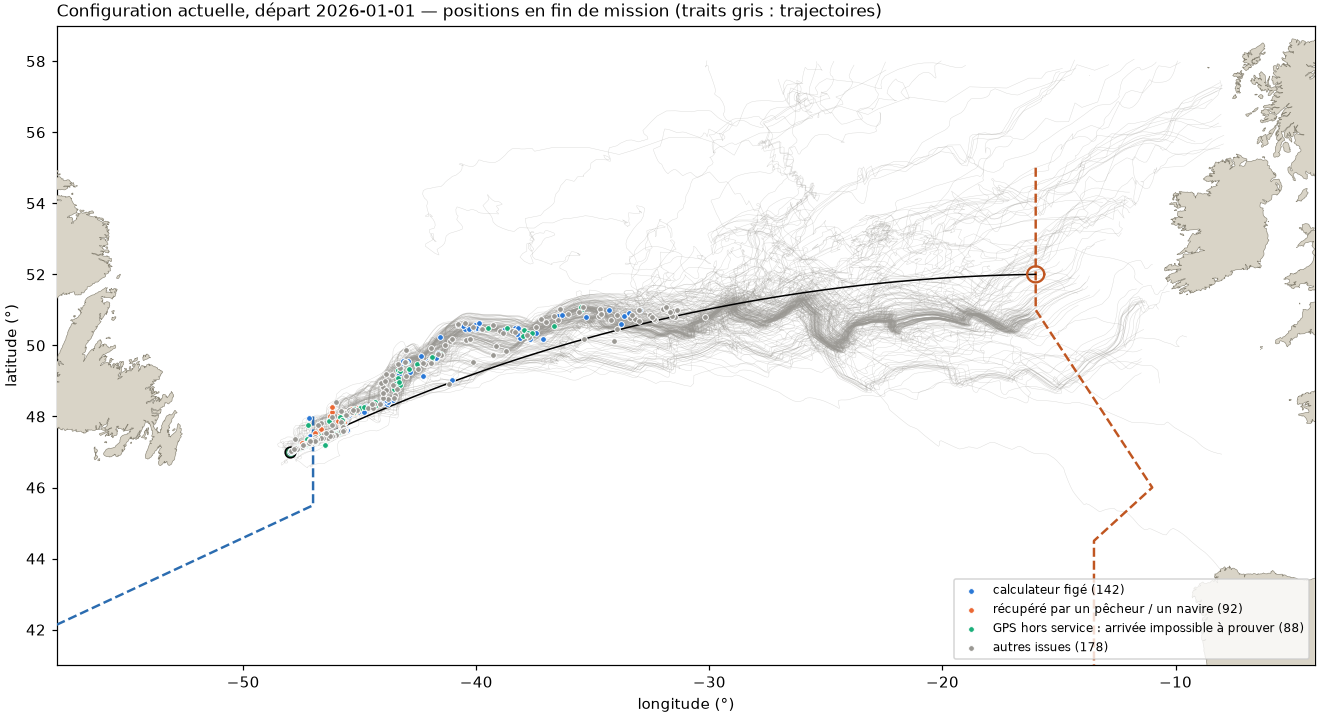 Configuration actuelle, départ 2026-01-01 — positions en fin de mission (traits gris : trajectoires)
58
56
54
52
50
48
46
44
42
latitude (°)
−50
−40
−30
−20
−10
longitude (°)
calculateur figé (142)
récupéré par un pêcheur / un navire (92)
GPS hors service : arrivée impossible à prouver (88)
autres issues (178)